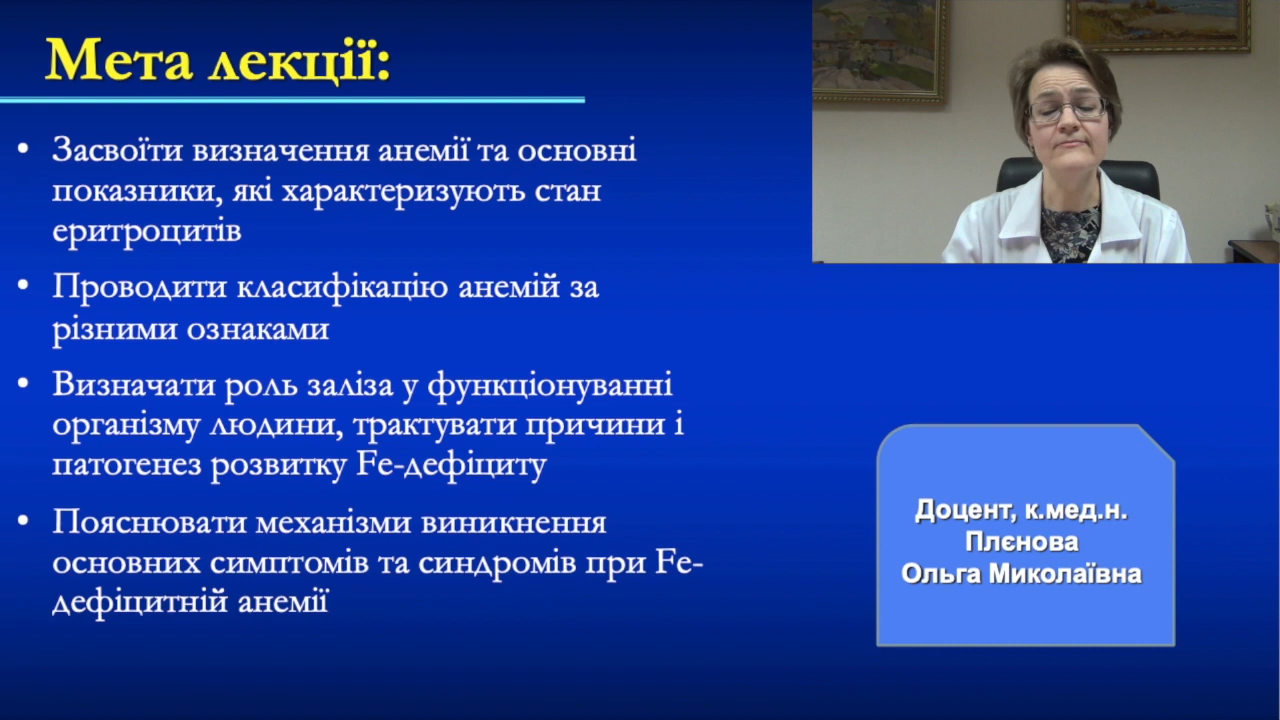 Мета лекції:
• Засвоїти визначення анемії та основні
показники, які характеризують стан
еритроцитів
• Проводити класифікацію анемій за
різними ознаками
• Визначати роль заліза у функціонуванні
організму людини, трактувати причини і
патогенез розвитку Fe-дефіциту
• Пояснювати механізми виникнення
основних симптомів та синдромів при Fe-
дефіцитній анемії
Доцент, к.мед.н.
Плєнова
Ольга Миколаївна